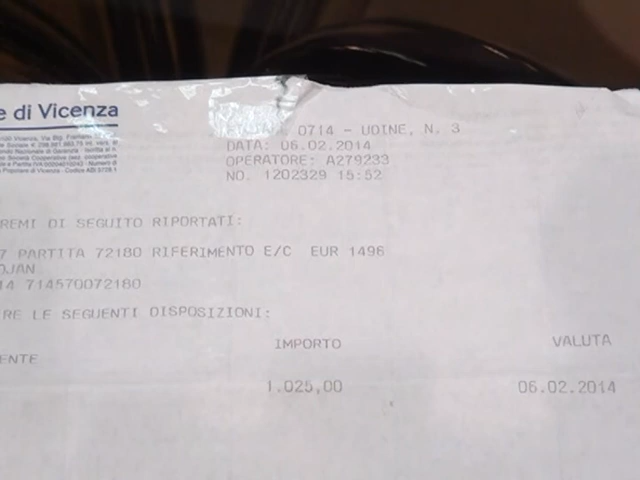 e di Vicenza
0714 - UDINE, N. 3
DATA: 06.02.2014
OPERATORE: A279233
NO. 1202329 15:52
REMI DI SEGUITO RIPORTATI:
7 PARTITA 72180 RIFERIMENTO E/C EUR 1496
OJAN
14 714570072180
RE LE SEGUENTI DISPOSIZIONI:
IMPORTO VALUTA
ENTE
1.025,00 06.02.2014